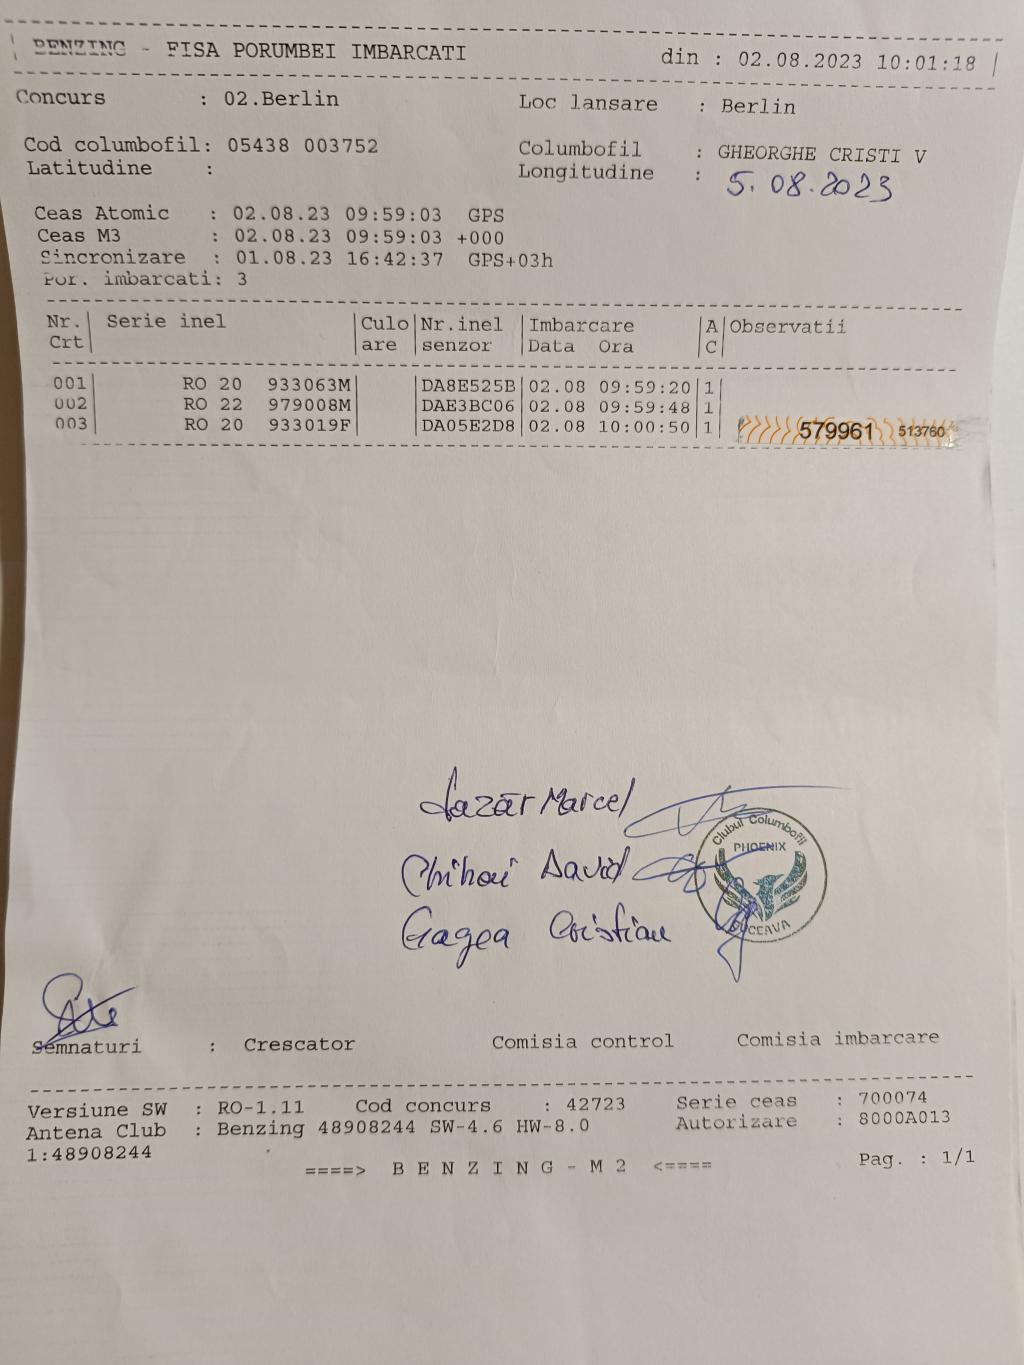 BENZING - FISA PORUMBEI IMBARCATI din : 02.08.2023 10:01:18
Concurs : 02.Berlin Loc lansare : Berlin
Cod columbofil: 05438 003752 Columbofil : GHEORGHE CRISTI V
Latitudine : Longitudine :
5.08.2023
Ceas Atomic : 02.08.23 09:59:03 GPS
Ceas M3 : 02.08.23 09:59:03 +000
Sincronizare : 01.08.23 16:42:37 GPS+03h
Por. imbarcati: 3
Nr. Serie inel Culo Nr.inel Imbarcare A Observatii
Crt are senzor Data Ora C
001 RO 20 933063M DA8E525B 02.08 09:59:20 1
002 RO 22 979008M DAE3BC06 02.08 09:59:48 1
003 RO 20 933019F DA05E2D8 02.08 10:00:50 1 579961 513760
Lazăr Marcel
Chihai David
Gagea Cristian
Clubul Columbofil
PHOENIX
SUCEAVA
Semnaturi : Crescator Comisia control Comisia imbarcare
Versiune SW : RO-1.11 Cod concurs : 42723 Serie ceas : 700074
Antena Club : Benzing 48908244 SW-4.6 HW-8.0 Autorizare : 8000A013
1:48908244
====> B E N Z I N G - M 2 <==== Pag. : 1/1